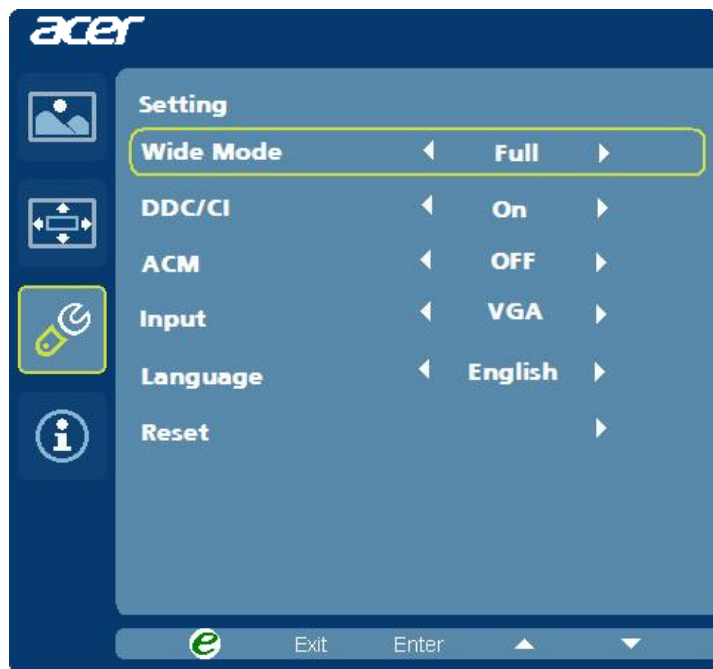 acer
Setting
Wide Mode Full
DDC/CI On
ACM OFF
Input VGA
Language English
Reset
e Exit Enter